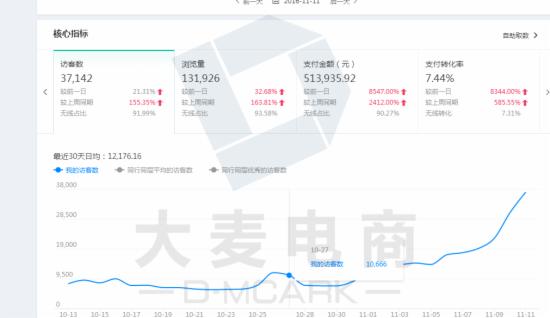 前一天 2016-11-11 后一天
核心指标 自助取数
访客数 浏览量 支付金额（元） 支付转化率
37,142 131,926 513,935.92 7.44%
较前一日 21.31% 较前一日 32.68% 较前一日 8547.00% 较前一日 8344.00%
较上周同期 155.35% 较上周同期 163.81% 较上周同期 2412.00% 较上周同期 585.55%
无线占比 91.99% 无线占比 93.58% 无线占比 90.27% 无线转化 7.31%
最近30天日均：12,176.16
我的访客数 同行同层平均的访客数 同行同层优秀的访客数
38,000
28,500
19,000
9,500
0
10-27
我的访客数 10,666
大麦电商
D·MCARK
10-13 10-15 10-17 10-19 10-21 10-23 10-25 10-28 10-30 11-01 11-03 11-05 11-07 11-09 11-11